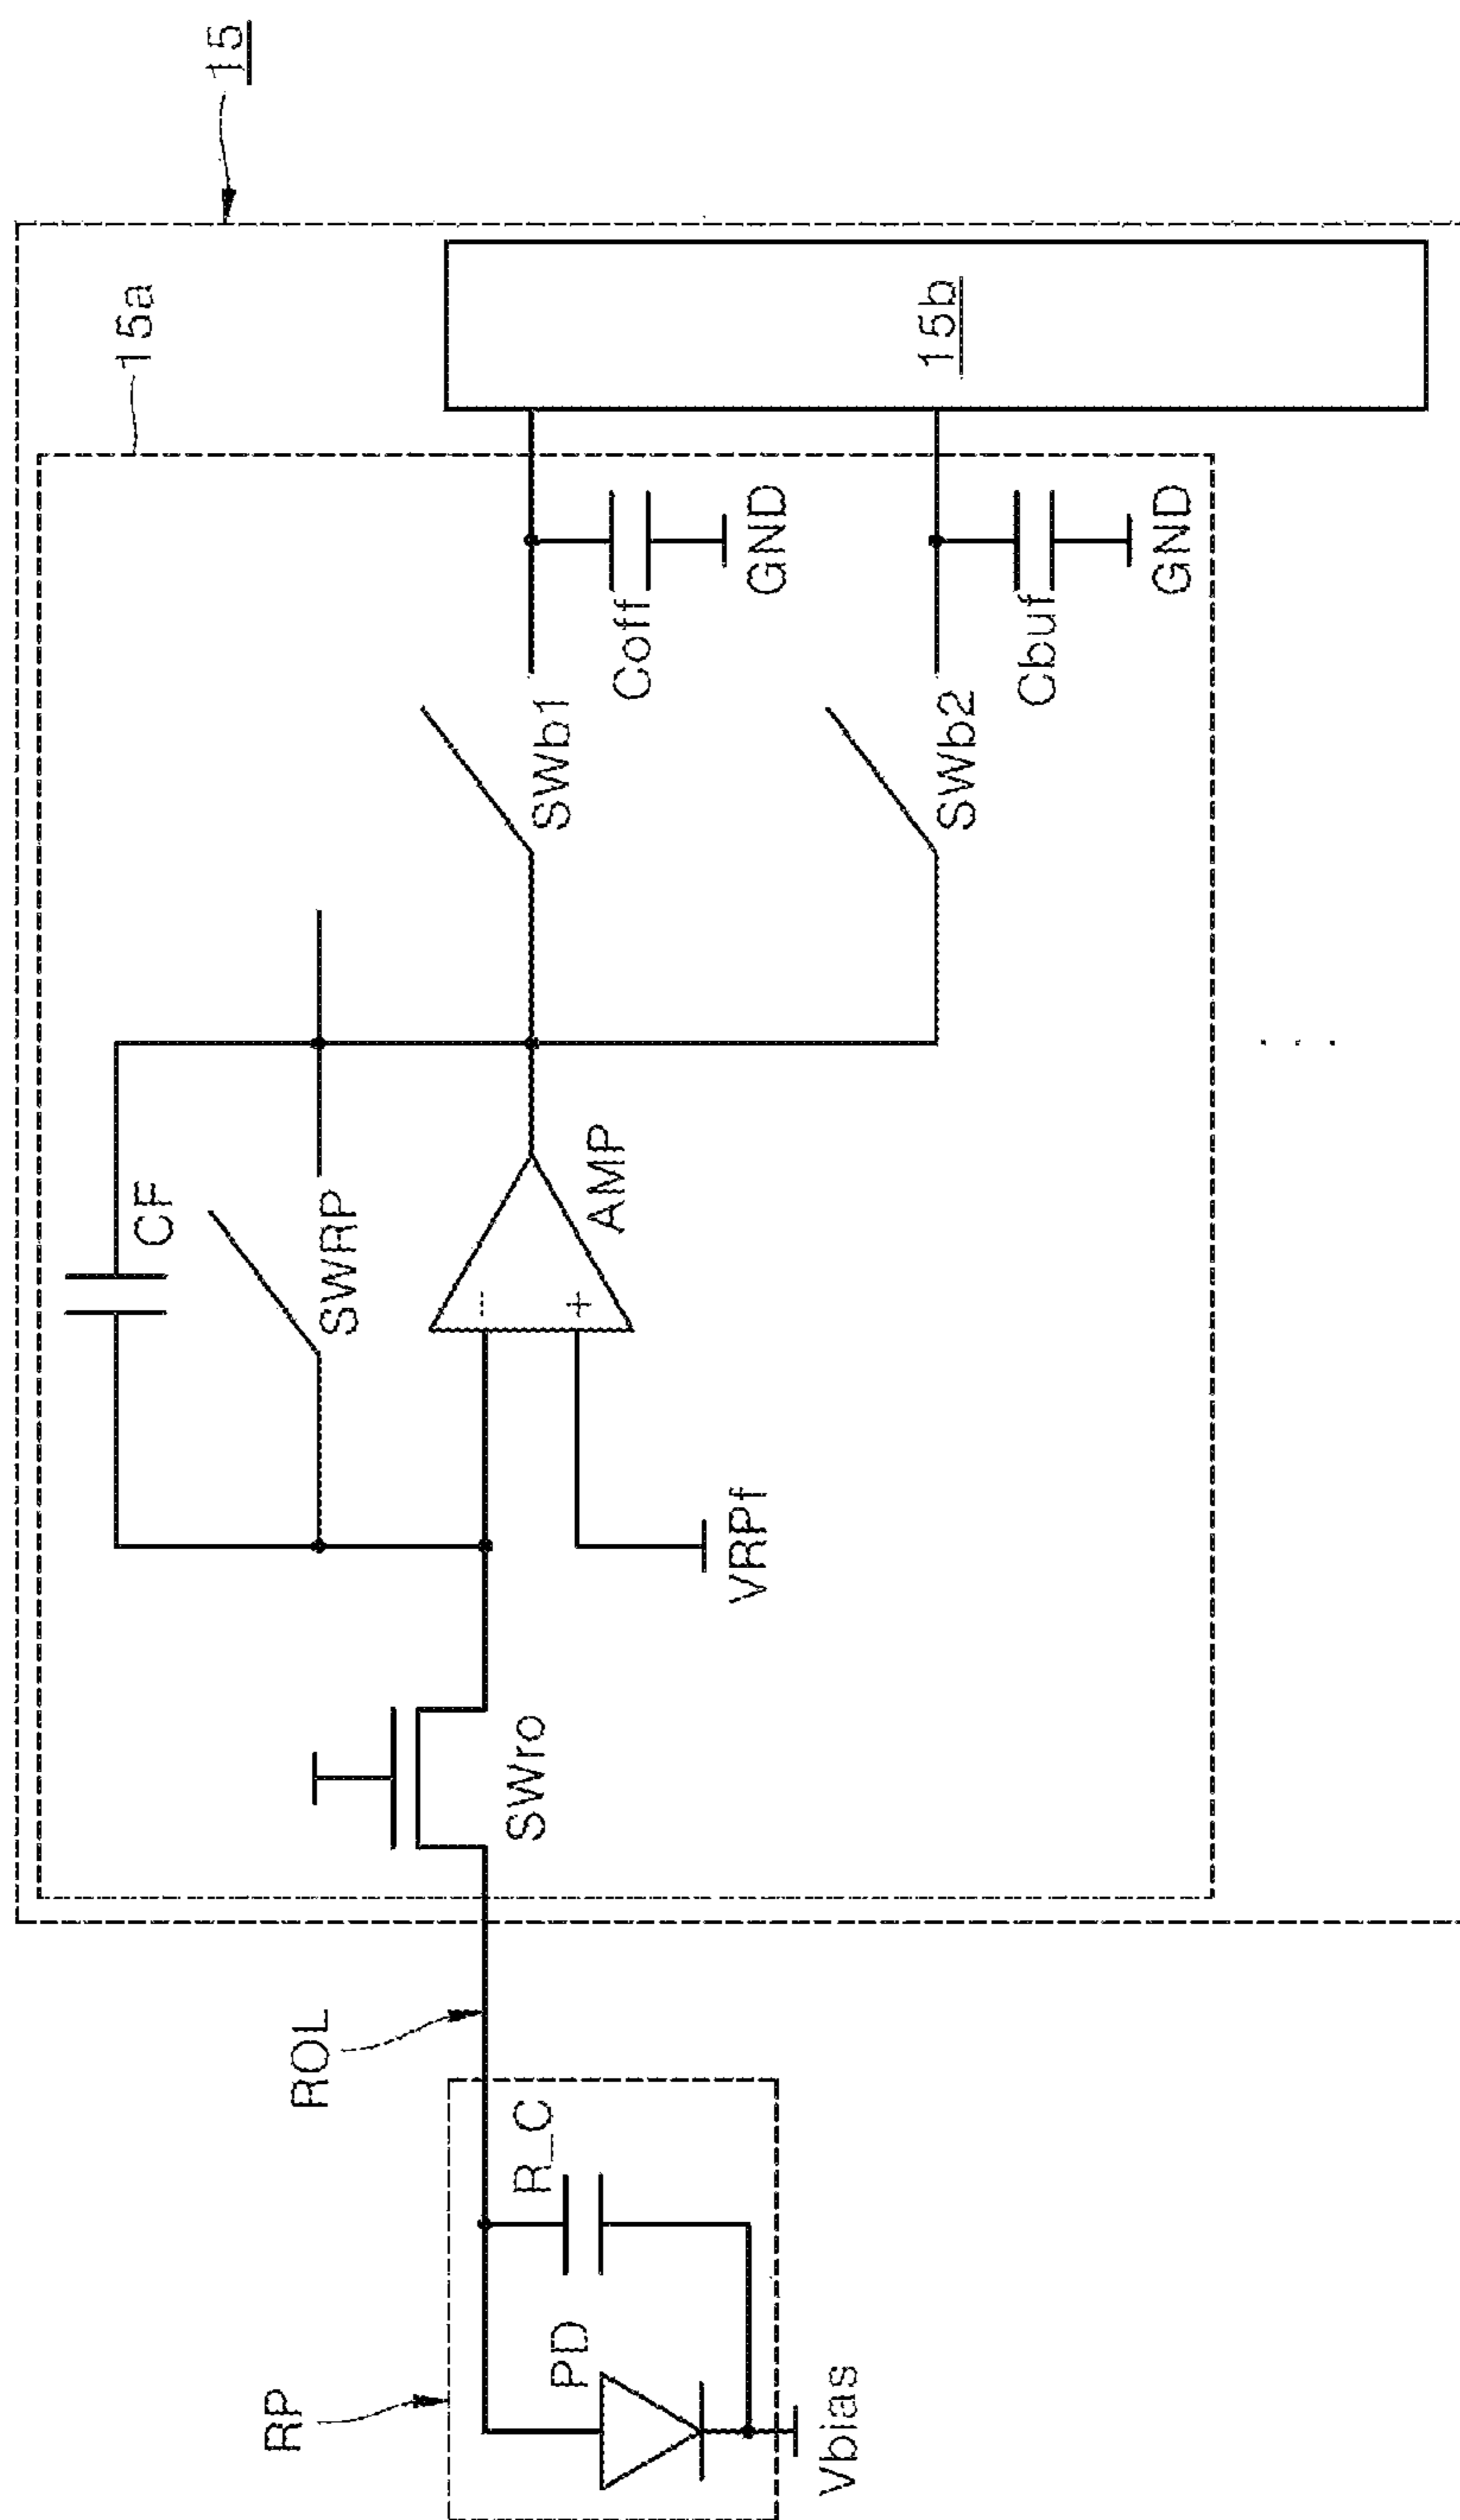 15
15a
CF
SWRP
SWb1
15b
Coff
GND
AMP
ROL
RP
SWro
R_C
PD
VRPf
SWb2
Cbuf
GND
Vbias
− +
. . .